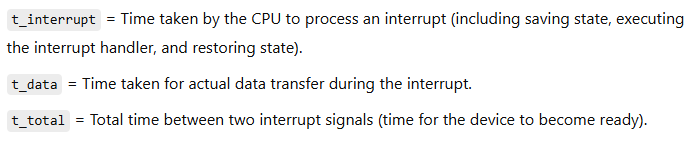 t_interrupt = Time taken by the CPU to process an interrupt (including saving state, executing
the interrupt handler, and restoring state).
t_data = Time taken for actual data transfer during the interrupt.
t_total = Total time between two interrupt signals (time for the device to become ready).